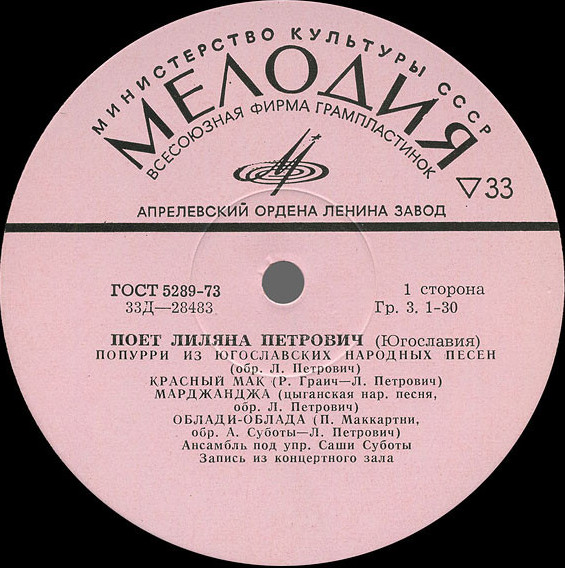 МИНИСТЕРСТВО КУЛЬТУРЫ СССР
МЕЛОДИЯ
ВСЕСОЮЗНАЯ ФИРМА ГРАМПЛАСТИНОК
33
АПРЕЛЕВСКИЙ ОРДЕНА ЛЕНИНА ЗАВОД
ГОСТ 5289-73 1 сторона
33Д—28483 Гр. 3. 1-30
ПОЕТ ЛИЛЯНА ПЕТРОВИЧ (Югославия)
ПОПУРРИ ИЗ ЮГОСЛАВСКИХ НАРОДНЫХ ПЕСЕН
(обр. Л. Петрович)
КРАСНЫЙ МАК (Р. Граич—Л. Петрович)
МАРДЖАНДЖА (цыганская нар. песня,
обр. Л. Петрович)
ОБЛАДИ-ОБЛАДА (П. Маккартни,
обр. А. Суботы—Л. Петрович)
Ансамбль под упр. Саши Суботы
Запись из концертного зала